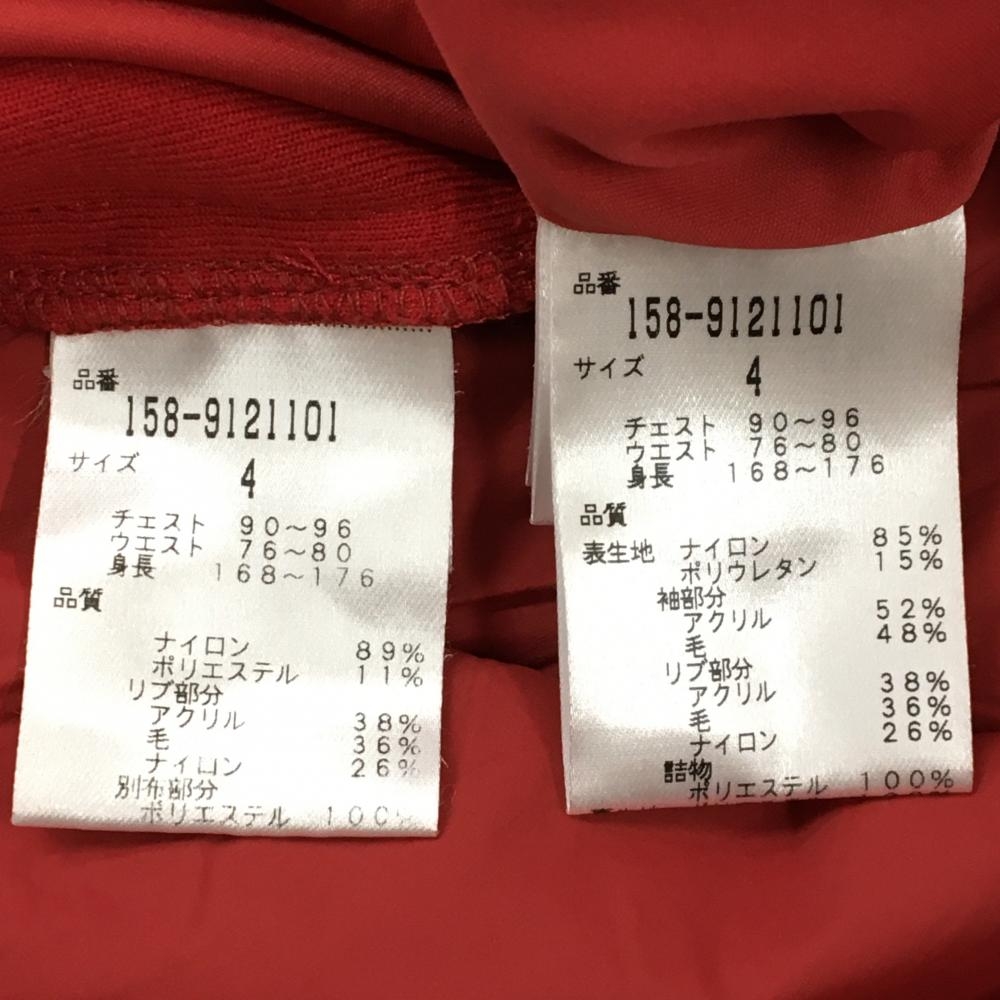 品番
158-9121101
サイズ
4
チェスト 90～96
ウエスト 76～80
身長 168～176
品質
ナイロン 89%
ポリエステル 11%
リブ部分
アクリル 38%
毛 36%
ナイロン 26%
別布部分
ポリエステル 100%
品番
158-9121101
サイズ
4
チェスト 90～96
ウエスト 76～80
身長 168～176
品質
表生地 ナイロン 85%
ポリウレタン 15%
袖部分
アクリル 52%
毛 48%
リブ部分
アクリル 38%
毛 36%
ナイロン 26%
詰物
ポリエステル 100%